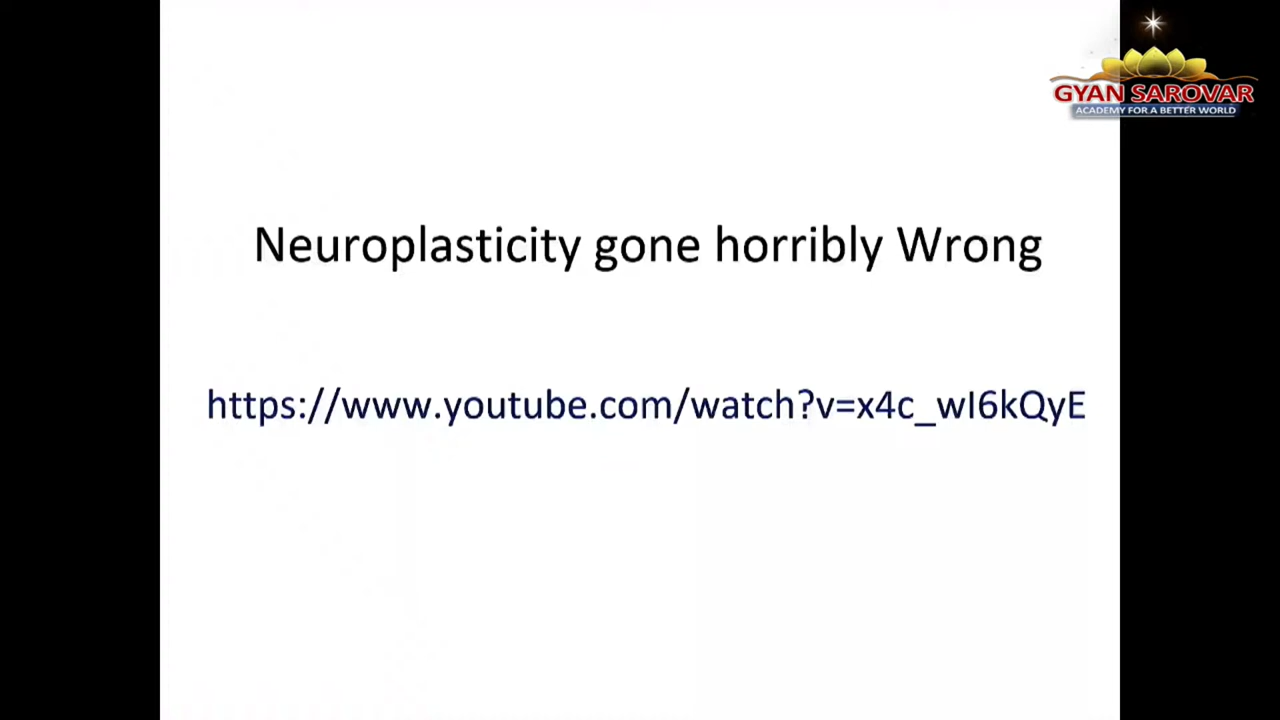 GYAN SAROVAR
ACADEMY FOR A BETTER WORLD
Neuroplasticity gone horribly Wrong
https://www.youtube.com/watch?v=x4c_wI6kQyE